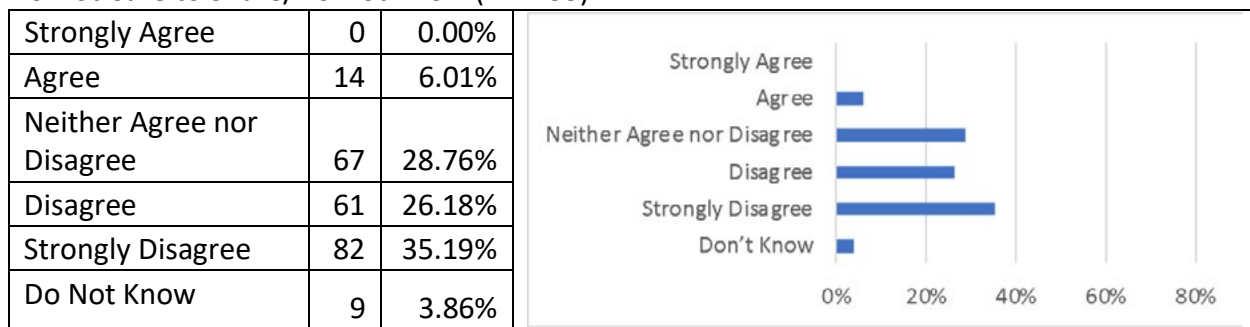 Strongly Agree 0 0.00%
Agree 14 6.01%
Neither Agree nor
Disagree 67 28.76%
Disagree 61 26.18%
Strongly Disagree 82 35.19%
Do Not Know 9 3.86%
Strongly Agree
Agree
Neither Agree nor Disagree
Disagree
Strongly Disagree
Don't Know
0% 20% 40% 60% 80%